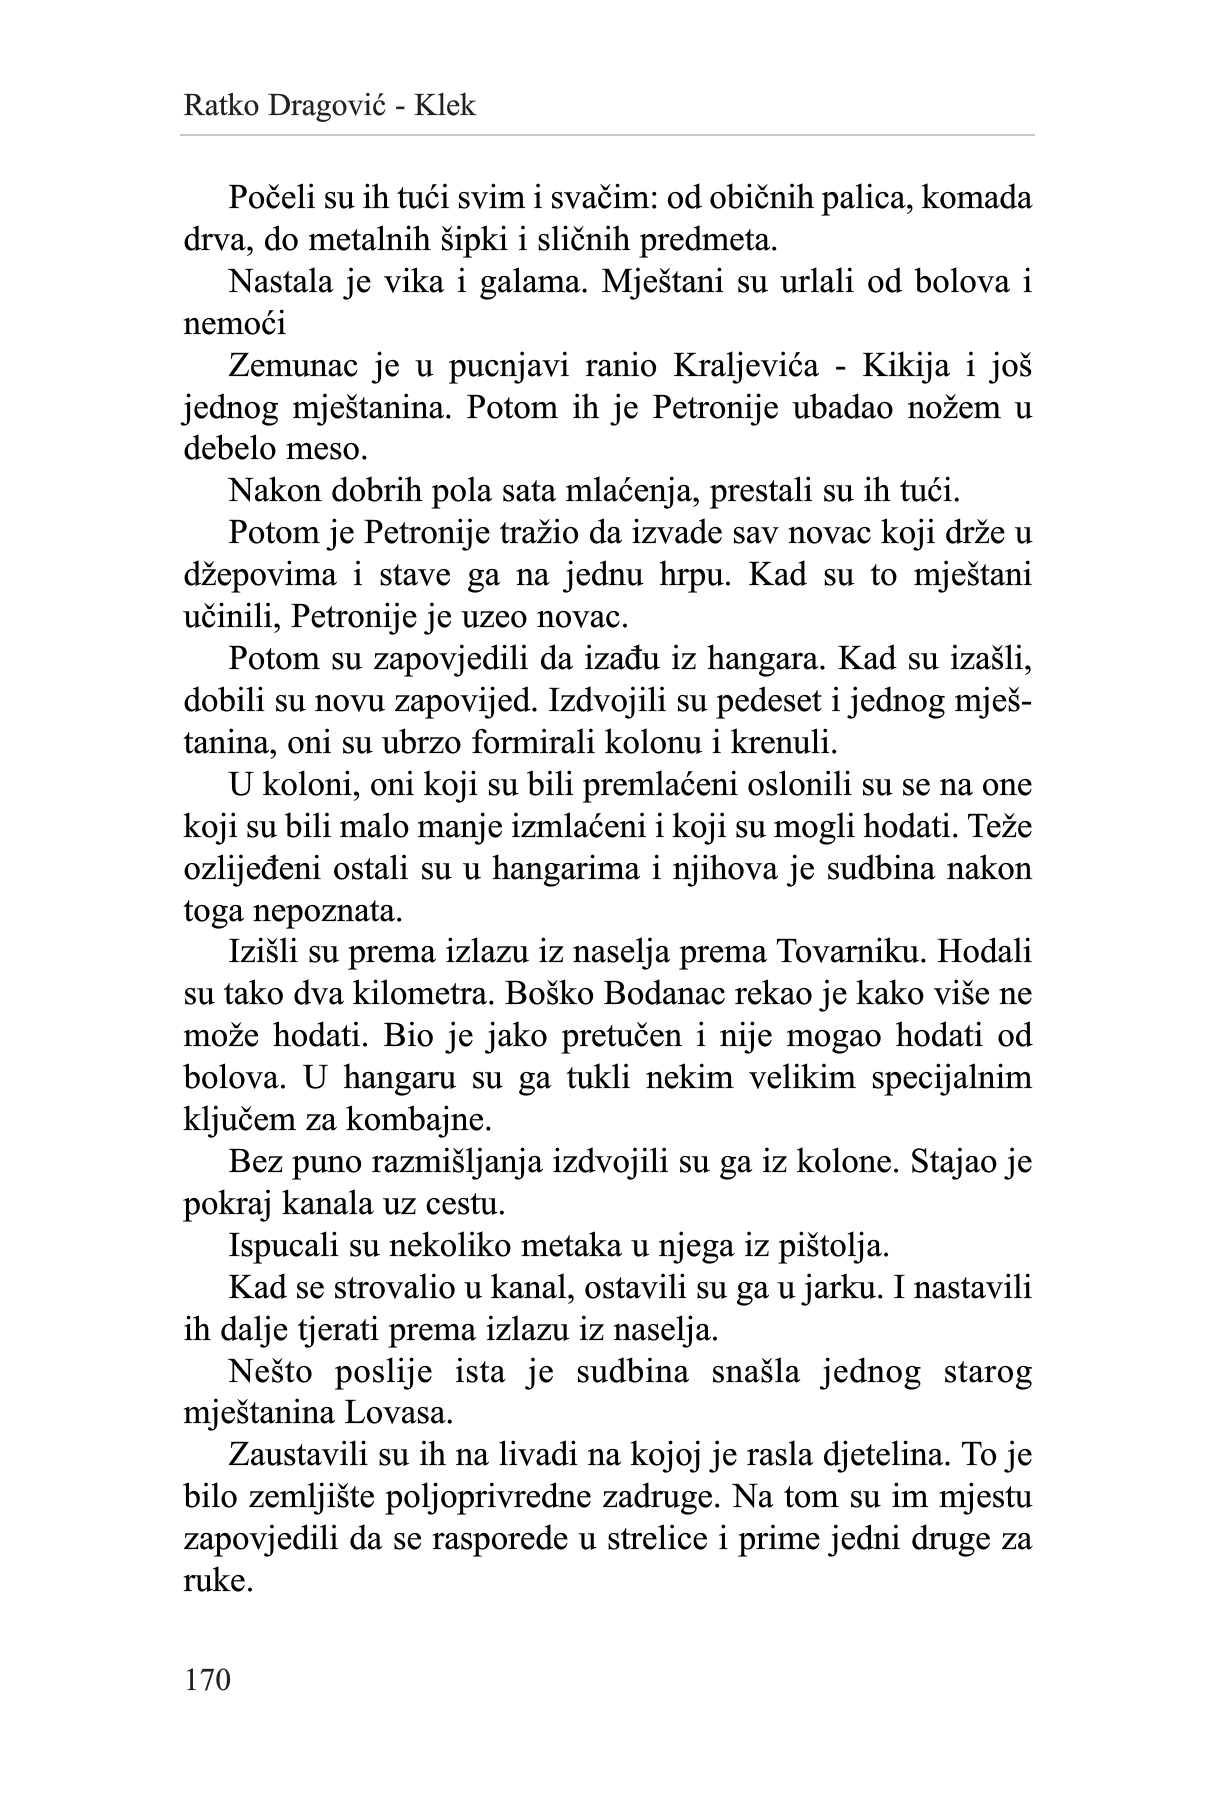 Ratko Dragović - Klek
Počeli su ih tući svim i svačim: od običnih palica, komada
drva, do metalnih šipki i sličnih predmeta.
Nastala je vika i galama. Mještani su urlali od bolova i
nemoći
Zemunac je u pucnjavi ranio Kraljevića - Kikija i još
jednog mještanina. Potom ih je Petronije ubadao nožem u
debelo meso.
Nakon dobrih pola sata mlaćenja, prestali su ih tući.
Potom je Petronije tražio da izvade sav novac koji drže u
džepovima i stave ga na jednu hrpu. Kad su to mještani
učinili, Petronije je uzeo novac.
Potom su zapovjedili da izađu iz hangara. Kad su izašli,
dobili su novu zapovijed. Izdvojili su pedeset i jednog mješ-
tanina, oni su ubrzo formirali kolonu i krenuli.
U koloni, oni koji su bili premlaćeni oslonili su se na one
koji su bili malo manje izmlaćeni i koji su mogli hodati. Teže
ozlijeđeni ostali su u hangarima i njihova je sudbina nakon
toga nepoznata.
Izišli su prema izlazu iz naselja prema Tovarniku. Hodali
su tako dva kilometra. Boško Bodanac rekao je kako više ne
može hodati. Bio je jako pretučen i nije mogao hodati od
bolova. U hangaru su ga tukli nekim velikim specijalnim
ključem za kombajne.
Bez puno razmišljanja izdvojili su ga iz kolone. Stajao je
pokraj kanala uz cestu.
Ispucali su nekoliko metaka u njega iz pištolja.
Kad se strovalio u kanal, ostavili su ga u jarku. I nastavili
ih dalje tjerati prema izlazu iz naselja.
Nešto poslije ista je sudbina snašla jednog starog
mještanina Lovasa.
Zaustavili su ih na livadi na kojoj je rasla djetelina. To je
bilo zemljište poljoprivredne zadruge. Na tom su im mjestu
zapovjedili da se rasporede u strelice i prime jedni druge za
ruke.
170